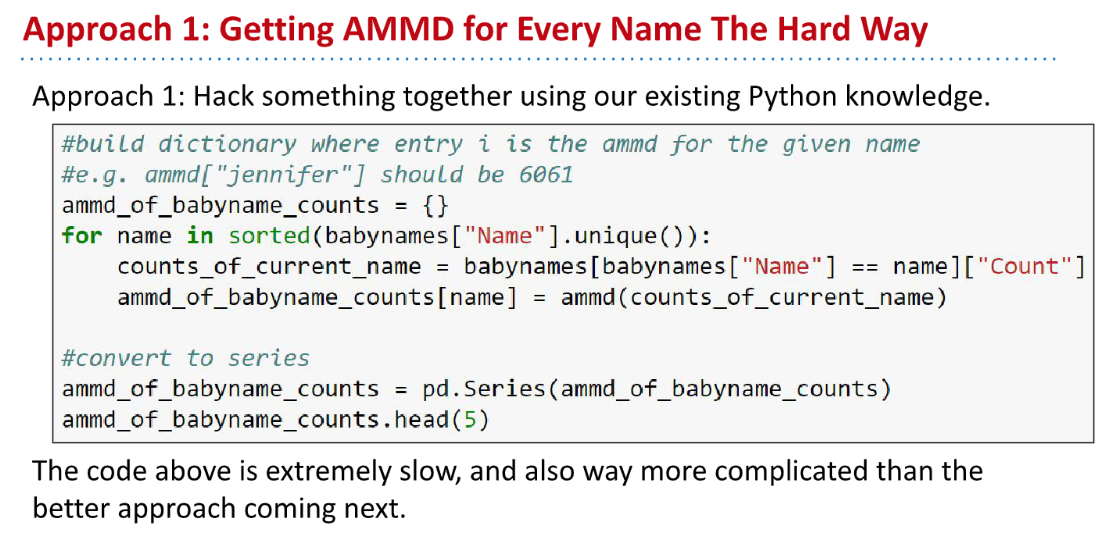 Approach 1: Getting AMMD for Every Name The Hard Way
Approach 1: Hack something together using our existing Python knowledge.
#build dictionary where entry i is the ammd for the given name
#e.g. ammd["jennifer"] should be 6061
ammd_of_babyname_counts = {}
for name in sorted(babynames["Name"].unique()):
    counts_of_current_name = babynames[babynames["Name"] == name]["Count"]
    ammd_of_babyname_counts[name] = ammd(counts_of_current_name)
#convert to series
ammd_of_babyname_counts = pd.Series(ammd_of_babyname_counts)
ammd_of_babyname_counts.head(5)
The code above is extremely slow, and also way more complicated than the
better approach coming next.